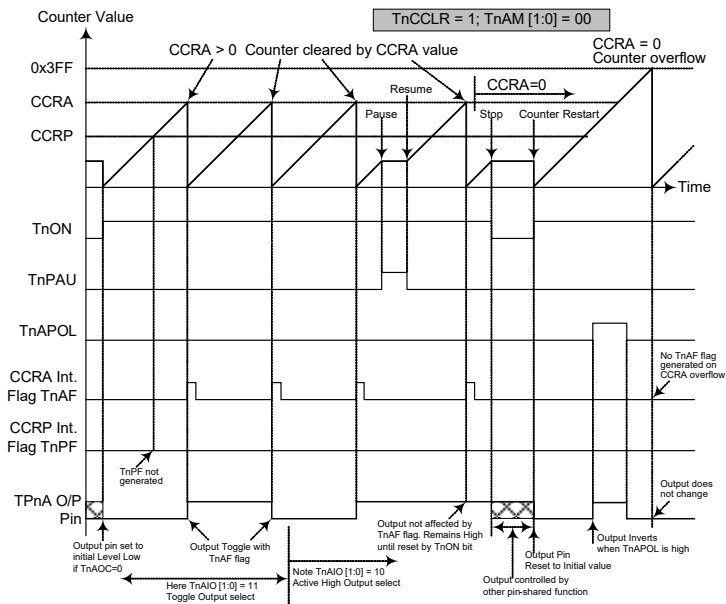 Counter Value
TnCCLR = 1; TnAM [1:0] = 00
CCRA > 0 Counter cleared by CCRA value
CCRA = 0
Counter overflow
0x3FF
CCRA
CCRP
Resume
CCRA=0
Pause
Stop
Counter Restart
Time
TnON
TnPAU
TnAPOL
CCRA Int.
Flag TnAF
No TnAF flag
generated on
CCRA overflow
CCRP Int.
Flag TnPF
TnPF not
generated
TPnA O/P
Pin
Output does
not change
Output pin set to
initial Level Low
if TnAOC=0
Output Toggle with
TnAF flag
Output not affected by
TnAF flag. Remains High
until reset by TnON bit
Output Pin
Reset to Initial value
Output Inverts
when TnAPOL is high
Here TnAIO [1:0] = 11
Toggle Output select
Note TnAIO [1:0] = 10
Active High Output select
Output controlled by
other pin-shared function